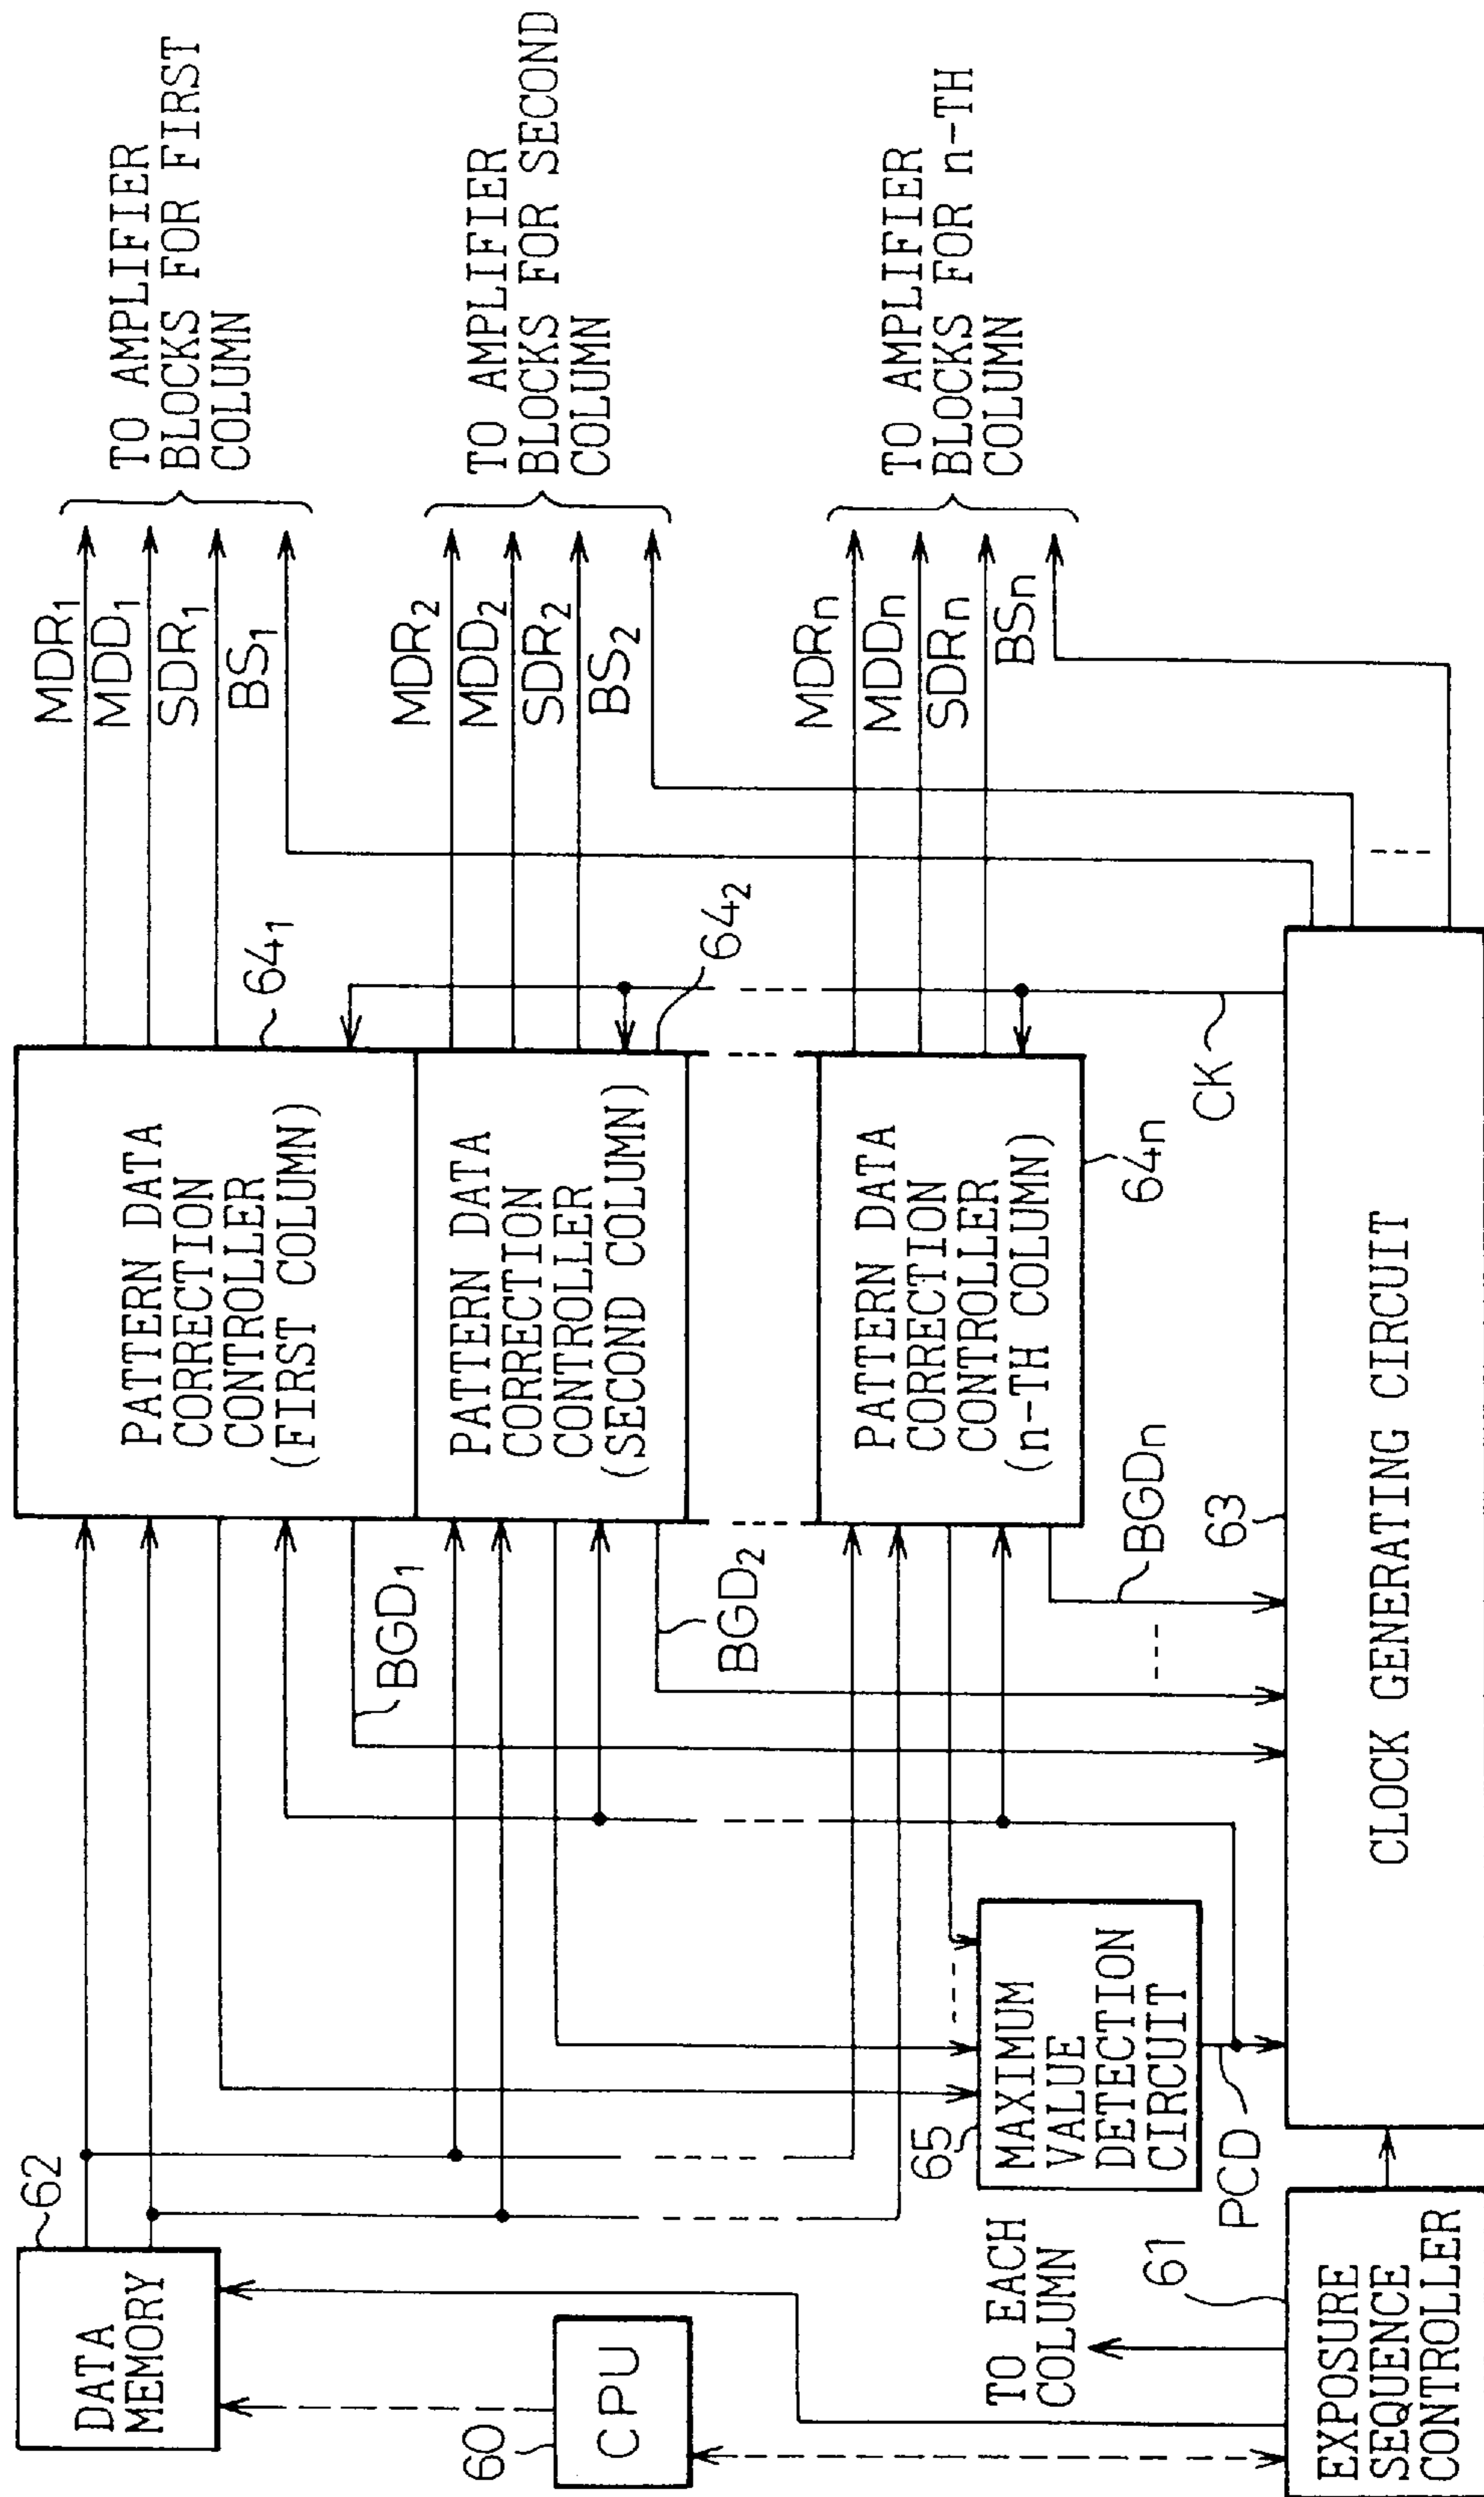 62
DATA
MEMORY
60
CPU
61
EXPOSURE
SEQUENCE
CONTROLLER
TO EACH
COLUMN
65
MAXIMUM
VALUE
DETECTION
CIRCUIT
PCD
PATTERN DATA
CORRECTION
CONTROLLER
(FIRST COLUMN)
64₁
PATTERN DATA
CORRECTION
CONTROLLER
(SECOND COLUMN)
64₂
PATTERN DATA
CORRECTION
CONTROLLER
(n-TH COLUMN)
64n
BGD₁
BGD₂
BGDn
63
CLOCK GENERATING CIRCUIT
CK
MDR₁
MDD₁
SDR₁
BS₁
TO AMPLIFIER
BLOCKS FOR FIRST
COLUMN
MDR₂
MDD₂
SDR₂
BS₂
TO AMPLIFIER
BLOCKS FOR SECOND
COLUMN
MDRn
MDDn
SDRn
BSn
TO AMPLIFIER
BLOCKS FOR n-TH
COLUMN